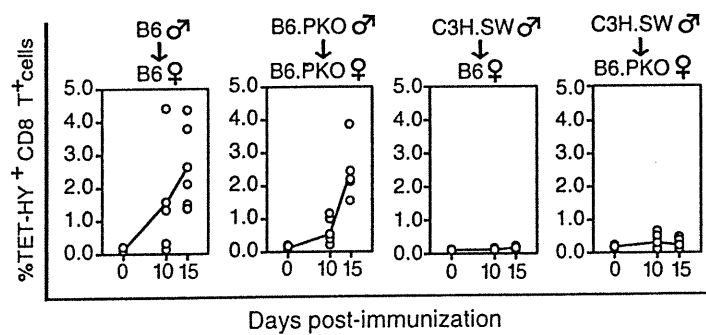 B6 ♂ B6.PKO ♂ C3H.SW ♂ C3H.SW ♂
↓ ↓ ↓ ↓
B6 ♀ B6.PKO ♀ B6 ♀ B6.PKO ♀
%TET-HY + CD8 T+cells
5.0 5.0 5.0 5.0
4.0 4.0 4.0 4.0
3.0 3.0 3.0 3.0
2.0 2.0 2.0 2.0
1.0 1.0 1.0 1.0
0.0 0.0 0.0 0.0
0 10 15 0 10 15 0 10 15 0 10 15
Days post-immunization